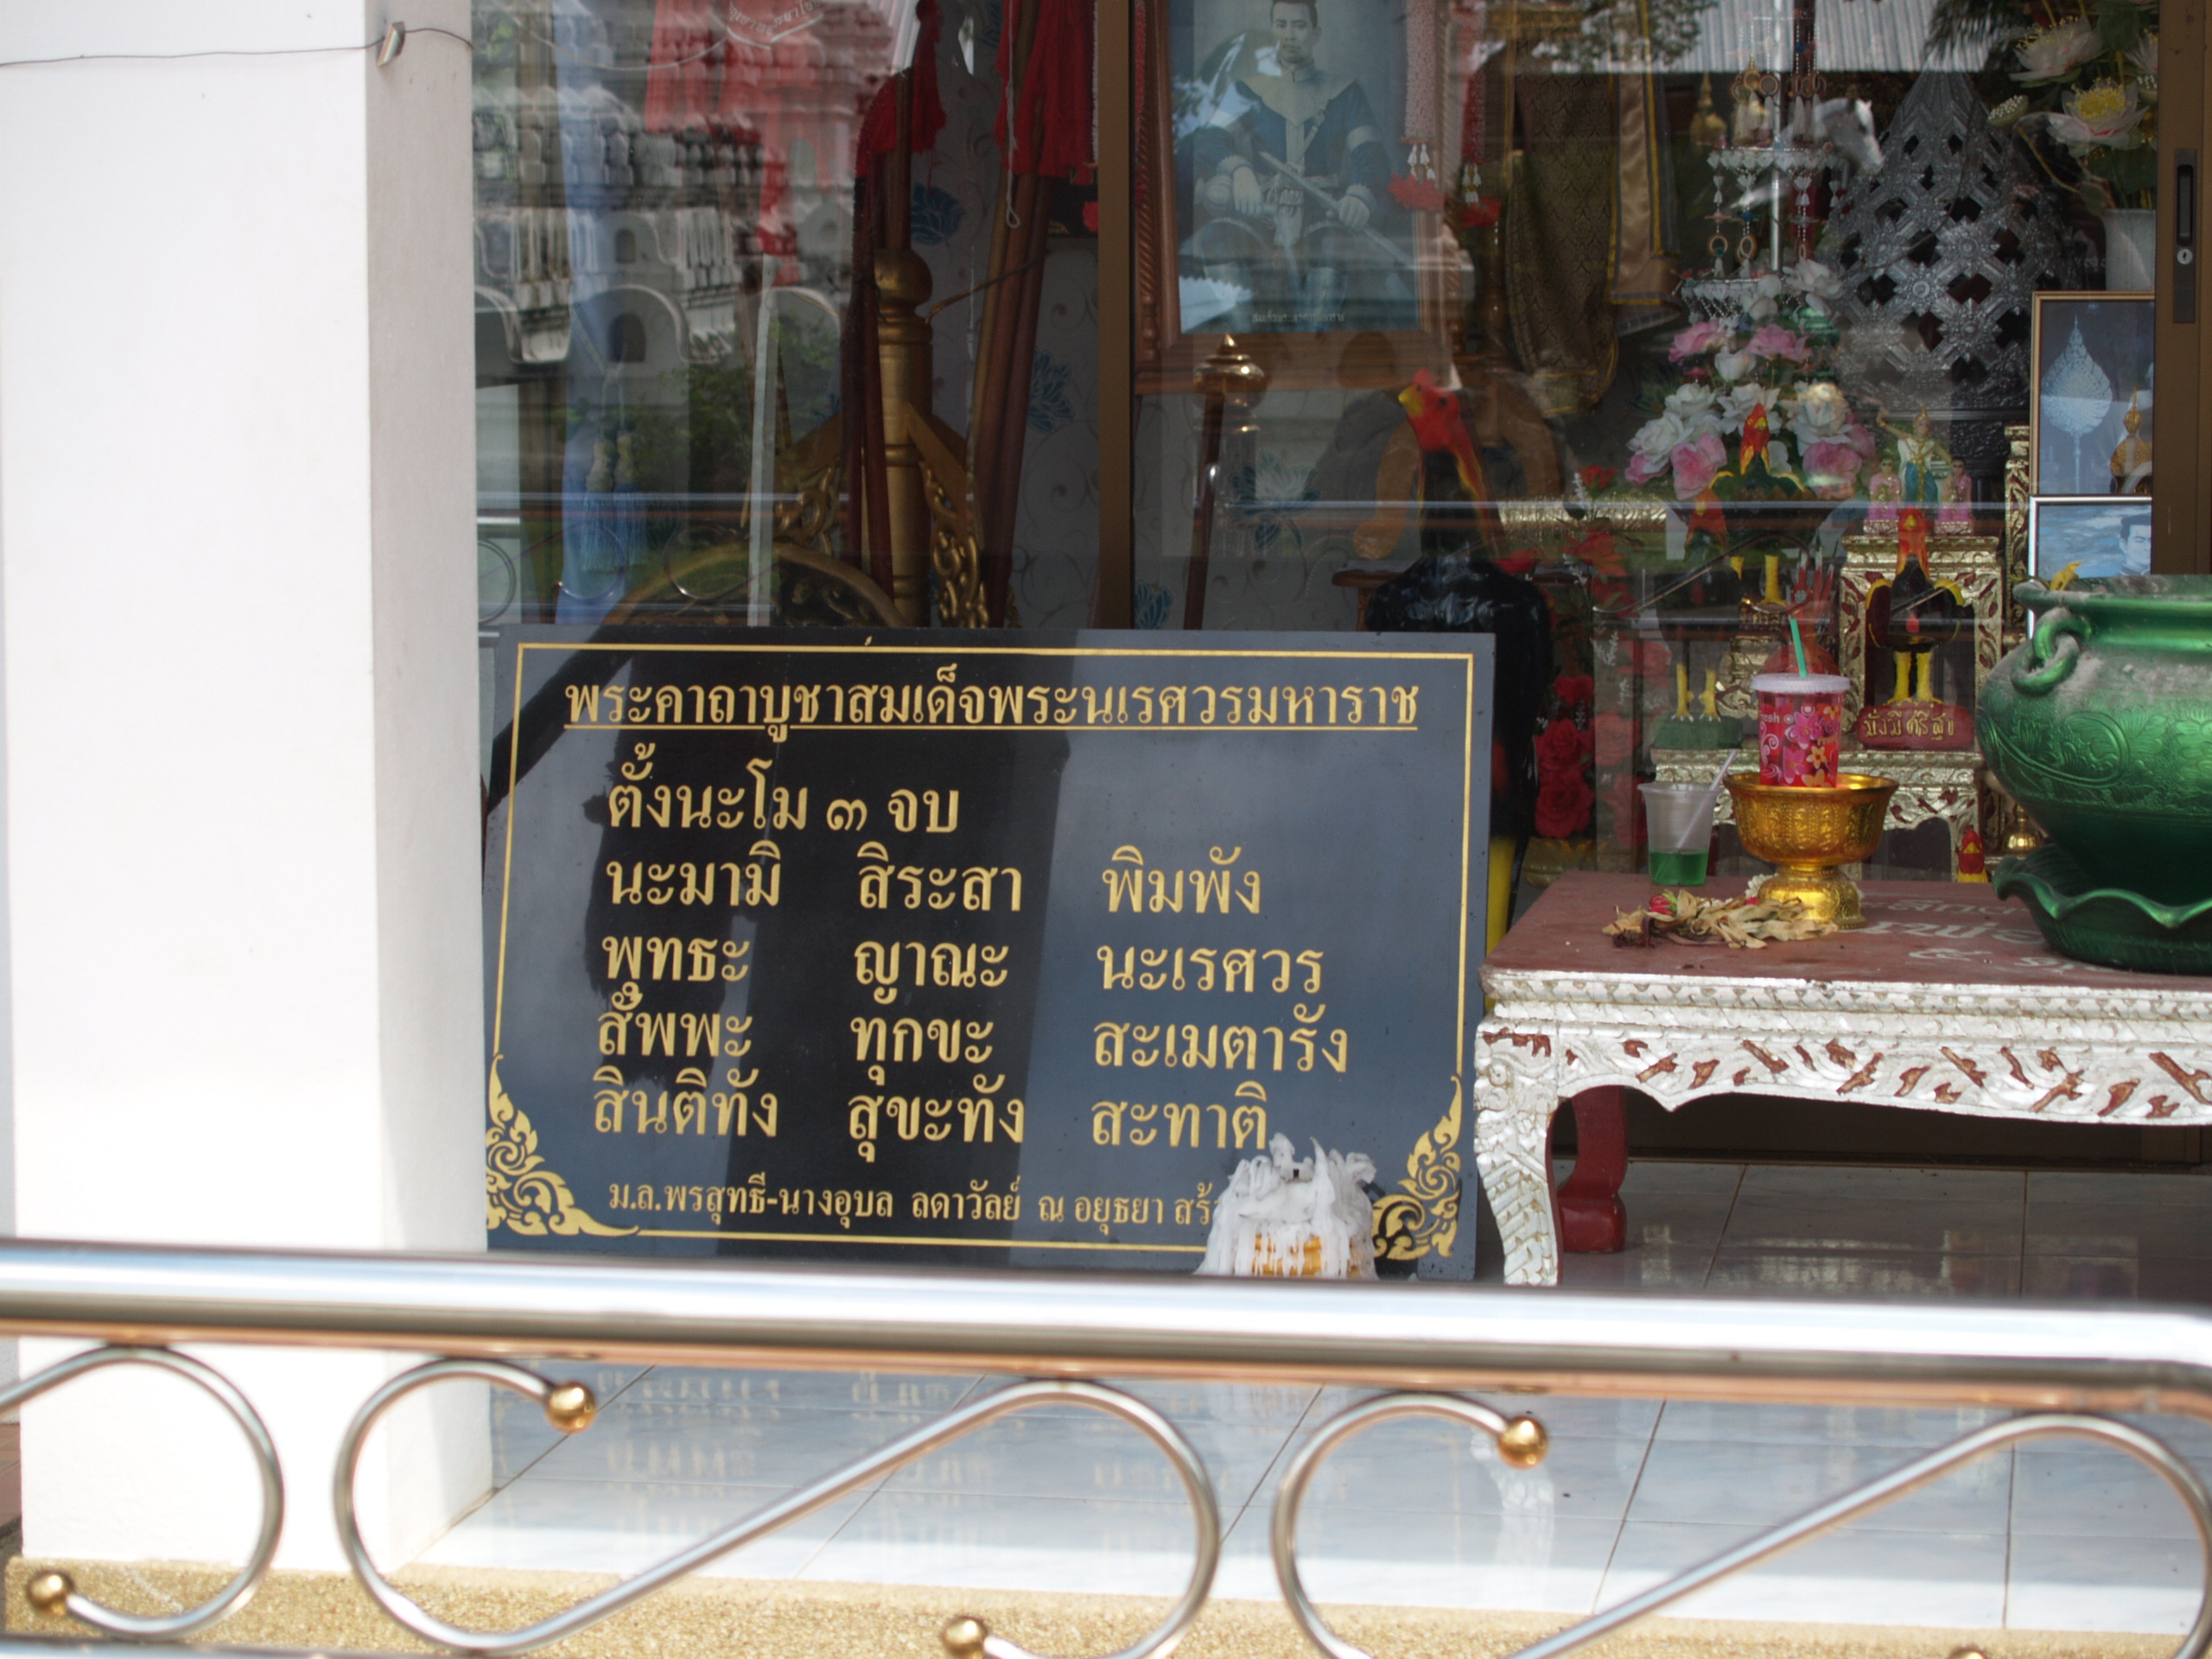 พระคาถาบูชาสมเด็จพระนเรศวรมหาราช
ตั้งนะโม ๓ จบ
นะมามิ สิระสา พิมพัง
พุทธะ ญาณะ นะเรศวร
สัพพะ ทุกขะ สะเมตารัง
สินติทัง สุขะทัง สะทาติ
ม.ล.พรสุทธี-นางอุบล ลดาวัลย์ ณ อยุธยา